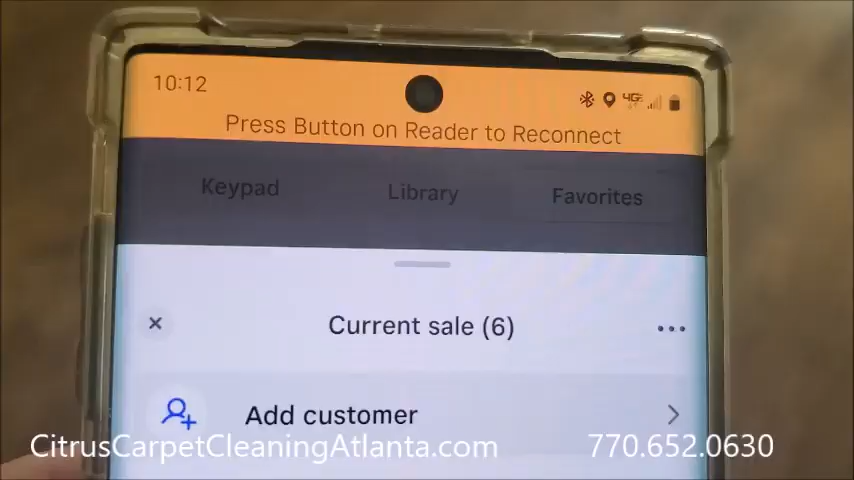 10:12
4GE
Press Button on Reader to Reconnect
Keypad Library Favorites
Current sale (6)
Add customer
CitrusCarpetCleaningAtlanta.com 770.652.0630